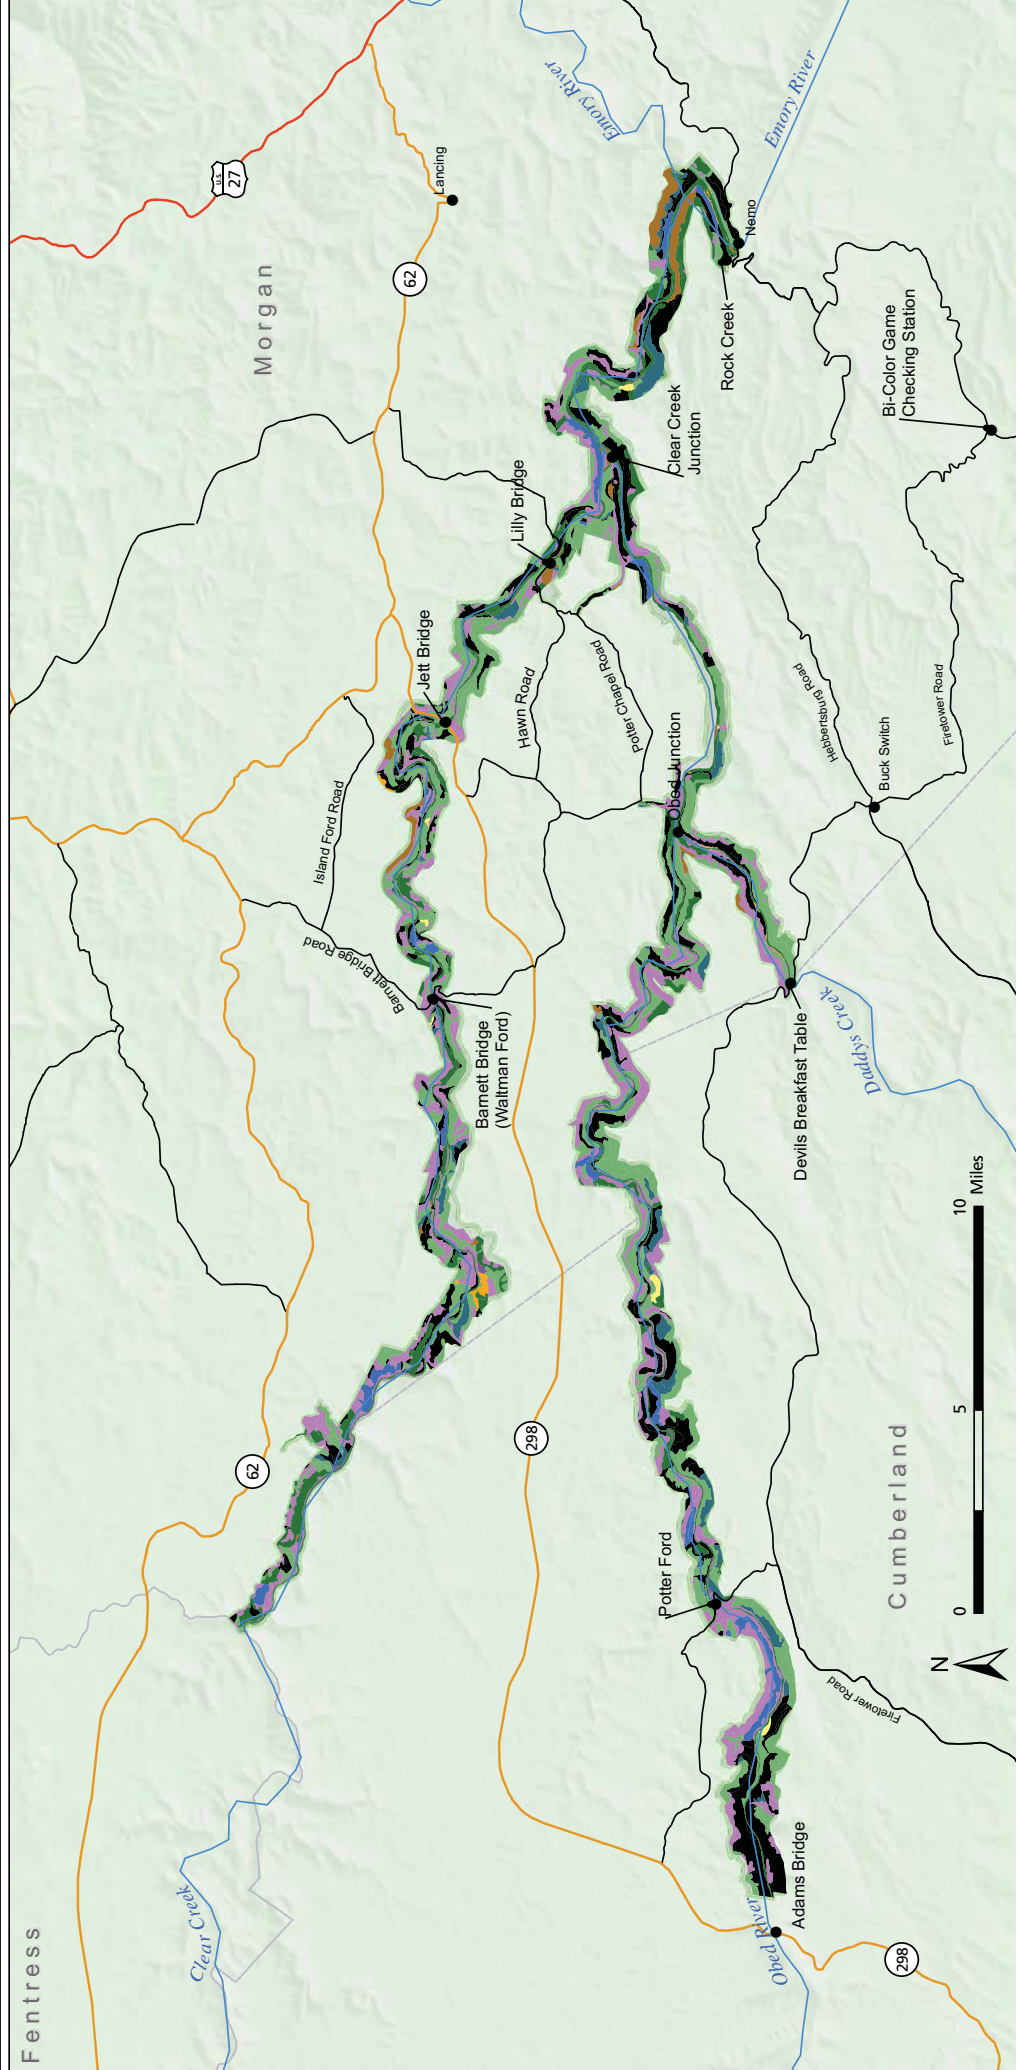 Fentress
Clear Creek
62
298
Obed River
Adams Bridge
298
Potter Ford
Firetower Road
Cumberland
N
0
5
10
Miles
Barnett Bridge
(Waltman Ford)
Barnett Bridge Road
Island Ford Road
Devils Breakfast Table
Daddys Creek
Obed Junction
Jett Bridge
Hawn Road
Potter Chapel Road
Hebbertsburg Road
Buck Switch
Firetower Road
Lilly Bridge
Clear Creek
Junction
Rock Creek
Bi-Color Game
Checking Station
Morgan
62
U.S.
27
Lancing
Nemo
Emory River
Emory River